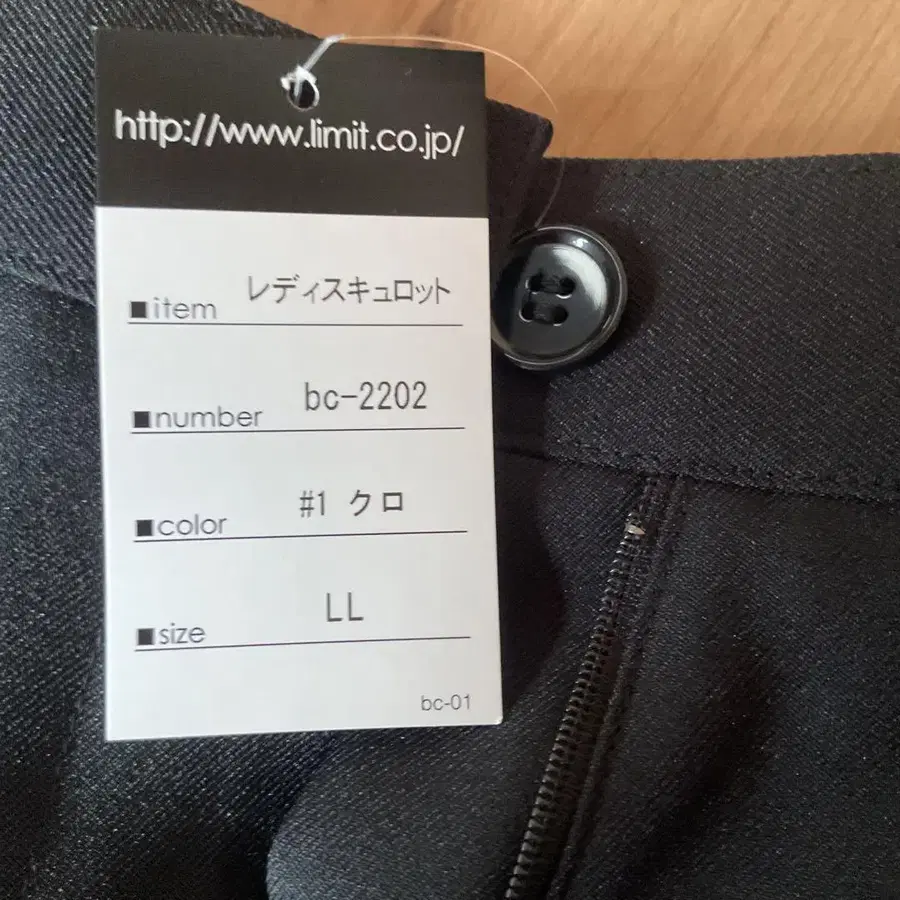 http://www.limit.co.jp/
■item レディスキュロット
■number bc-2202
■color #1 クロ
■size LL
bc-01